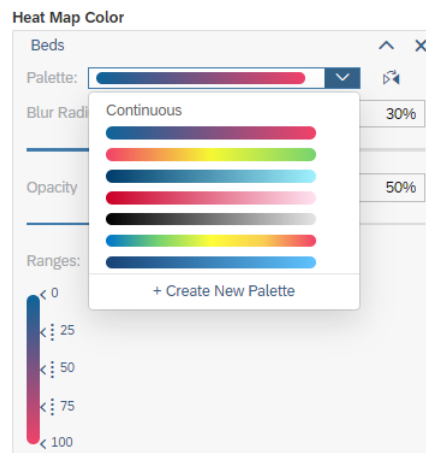 Heat Map Color
Beds
Palette:
Blur Radi
30%
Continuous
Opacity
50%
Ranges:
+ Create New Palette
0
25
50
75
100